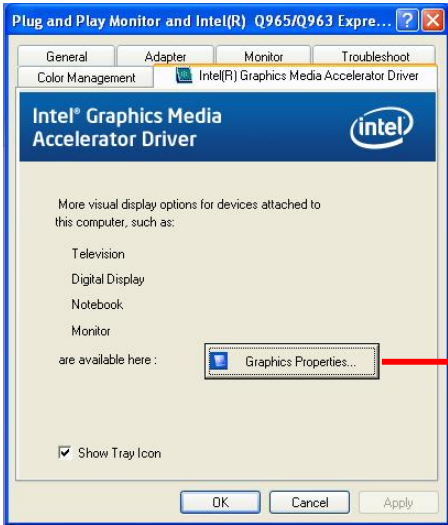 Plug and Play Monitor and Intel(R) Q965/Q963 Expre...
General Adapter Monitor Troubleshoot
Color Management Intel(R) Graphics Media Accelerator Driver
Intel® Graphics Media
Accelerator Driver
intel
More visual display options for devices attached to
this computer, such as:
Television
Digital Display
Notebook
Monitor
are available here :
Graphics Properties...
Show Tray Icon
OK Cancel Apply